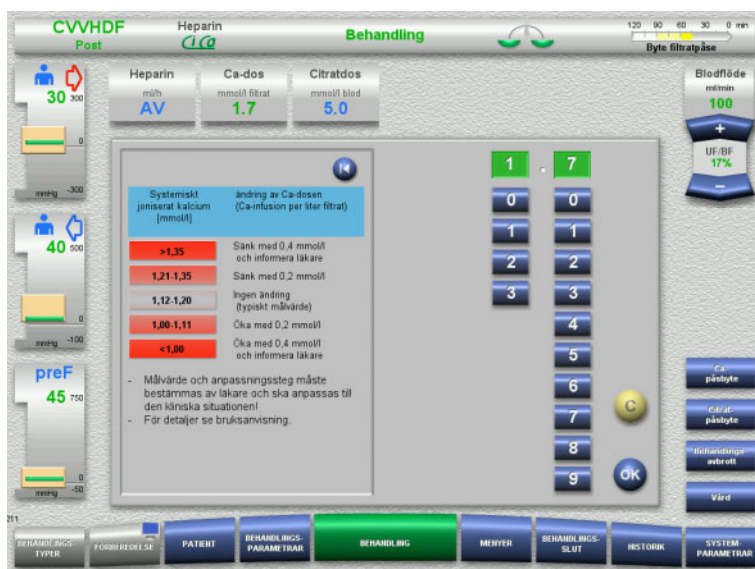 CVVHDF
Post
Heparin
CiCa
Behandling
120 90 60 30 0 min
Byte filtratpåse
30 300
0
mmHg -300
40 500
0
mmHg -100
preF
45 750
0
mmHg -50
Heparin
ml/h
AV
Ca-dos
mmol/l filtrat
1.7
Citratdos
mmol/l blod
5.0
Blodflöde
ml/min
100
+
UF/BF
17%
−
Systemiskt joniserat kalcium [mmol/l]
ändring av Ca-dosen
(Ca-infusion per liter filtrat)
>1,35
Sänk med 0,4 mmol/l
och informera läkare
1,21-1,35
Sänk med 0,2 mmol/l
1,12-1,20
Ingen ändring
(typiskt målvärde)
1,00-1,11
Öka med 0,2 mmol/l
<1,00
Öka med 0,4 mmol/l
och informera läkare
- Målvärde och anpassningssteg måste
bestämmas av läkare och ska anpassas till
den kliniska situationen!
- För detaljer se bruksanvisning.
1 . 7
0 0
1 1
2 2
3 3
4
5
6
7
8
9
C
OK
Ca-
påsbyte
Citrat-
påsbyte
Behandlings-
avbrott
Vård
211
BEHANDLINGS-
TYPER
FÖRBEREDELSE
PATIENT
BEHANDLINGS-
PARAMETRAR
BEHANDLING
MENYER
BEHANDLINGS-
SLUT
HISTORIK
SYSTEM-
PARAMETRAR